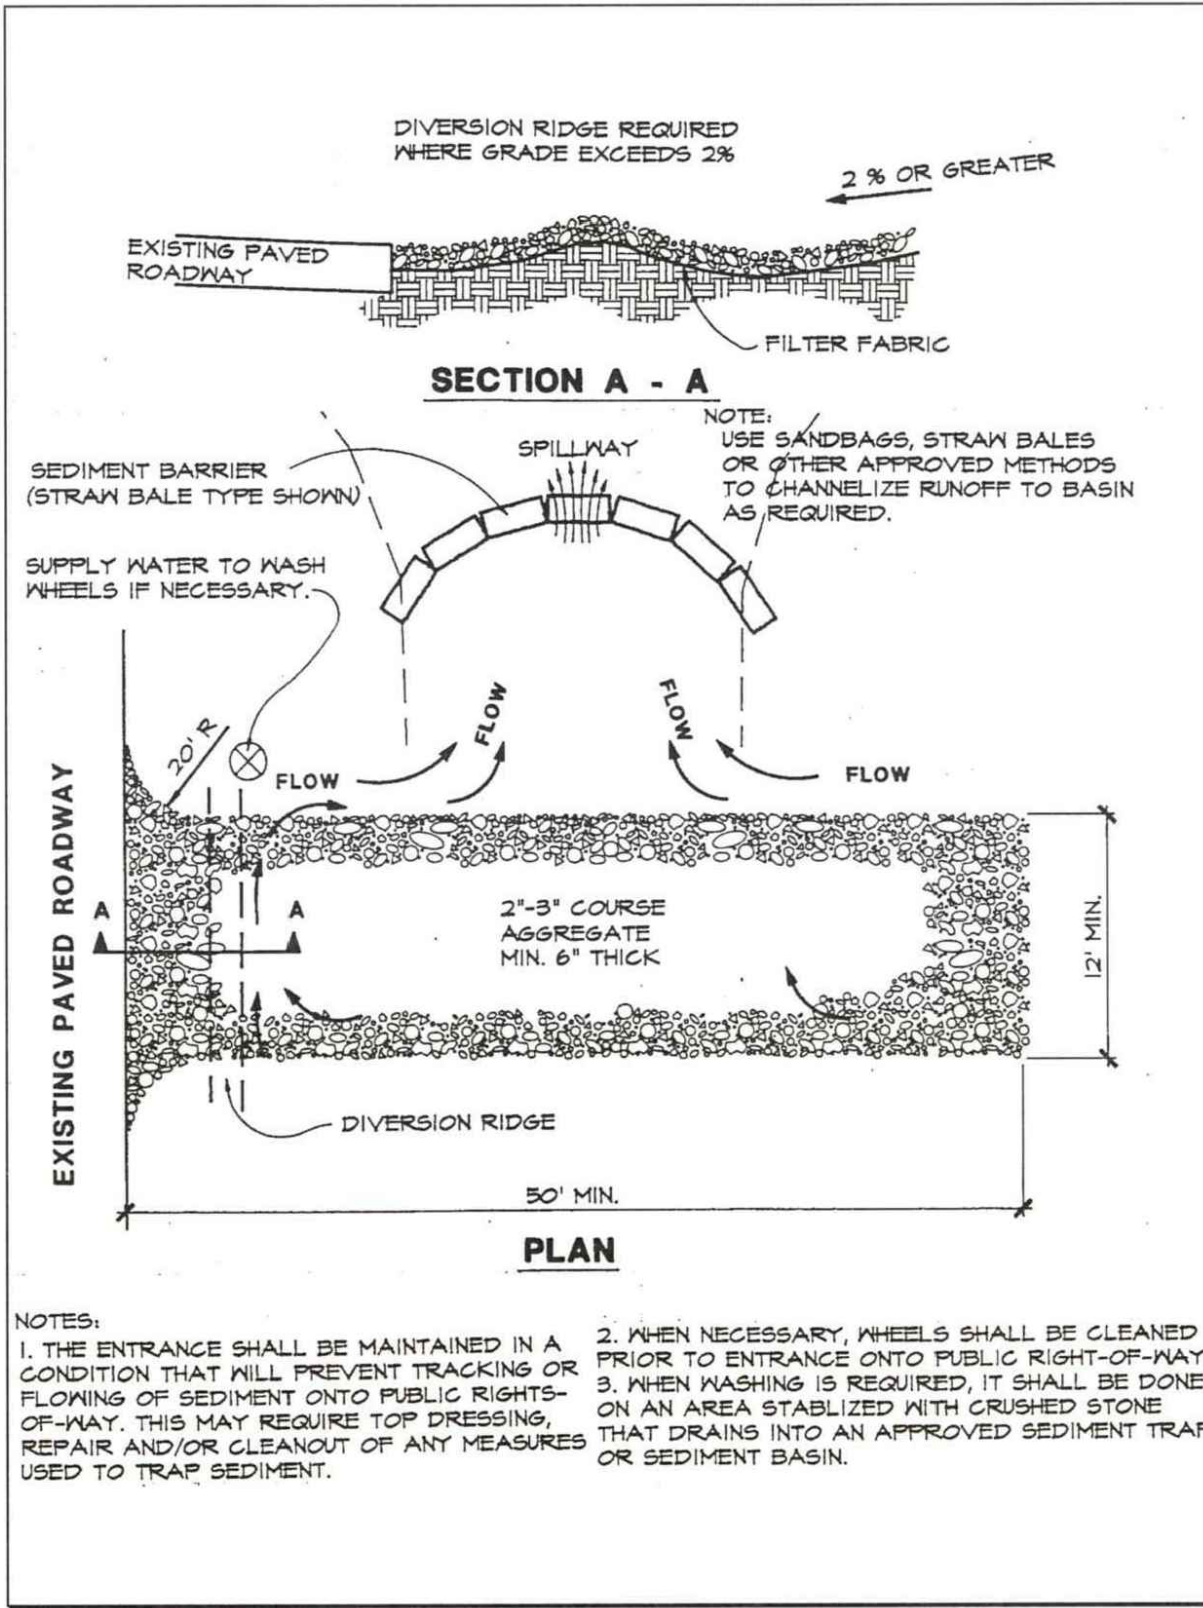 DIVERSION RIDGE REQUIRED
WHERE GRADE EXCEEDS 2%
2 % OR GREATER
EXISTING PAVED
ROADWAY
FILTER FABRIC
SECTION A - A
NOTE:
USE SANDBAGS, STRAW BALES
OR OTHER APPROVED METHODS
TO CHANNELIZE RUNOFF TO BASIN
AS REQUIRED.
SPILLWAY
SEDIMENT BARRIER
(STRAW BALE TYPE SHOWN)
SUPPLY WATER TO WASH
WHEELS IF NECESSARY.
FLOW
FLOW
20' R
FLOW
FLOW
EXISTING PAVED ROADWAY
A
A
2"-3" COURSE
AGGREGATE
MIN. 6" THICK
12' MIN.
DIVERSION RIDGE
50' MIN.
PLAN
NOTES:
1. THE ENTRANCE SHALL BE MAINTAINED IN A
CONDITION THAT WILL PREVENT TRACKING OR
FLOWING OF SEDIMENT ONTO PUBLIC RIGHTS-
OF-WAY. THIS MAY REQUIRE TOP DRESSING,
REPAIR AND/OR CLEANOUT OF ANY MEASURES
USED TO TRAP SEDIMENT.
2. WHEN NECESSARY, WHEELS SHALL BE CLEANED
PRIOR TO ENTRANCE ONTO PUBLIC RIGHT-OF-WAY
3. WHEN WASHING IS REQUIRED, IT SHALL BE DONE
ON AN AREA STABLIZED WITH CRUSHED STONE
THAT DRAINS INTO AN APPROVED SEDIMENT TRAP
OR SEDIMENT BASIN.